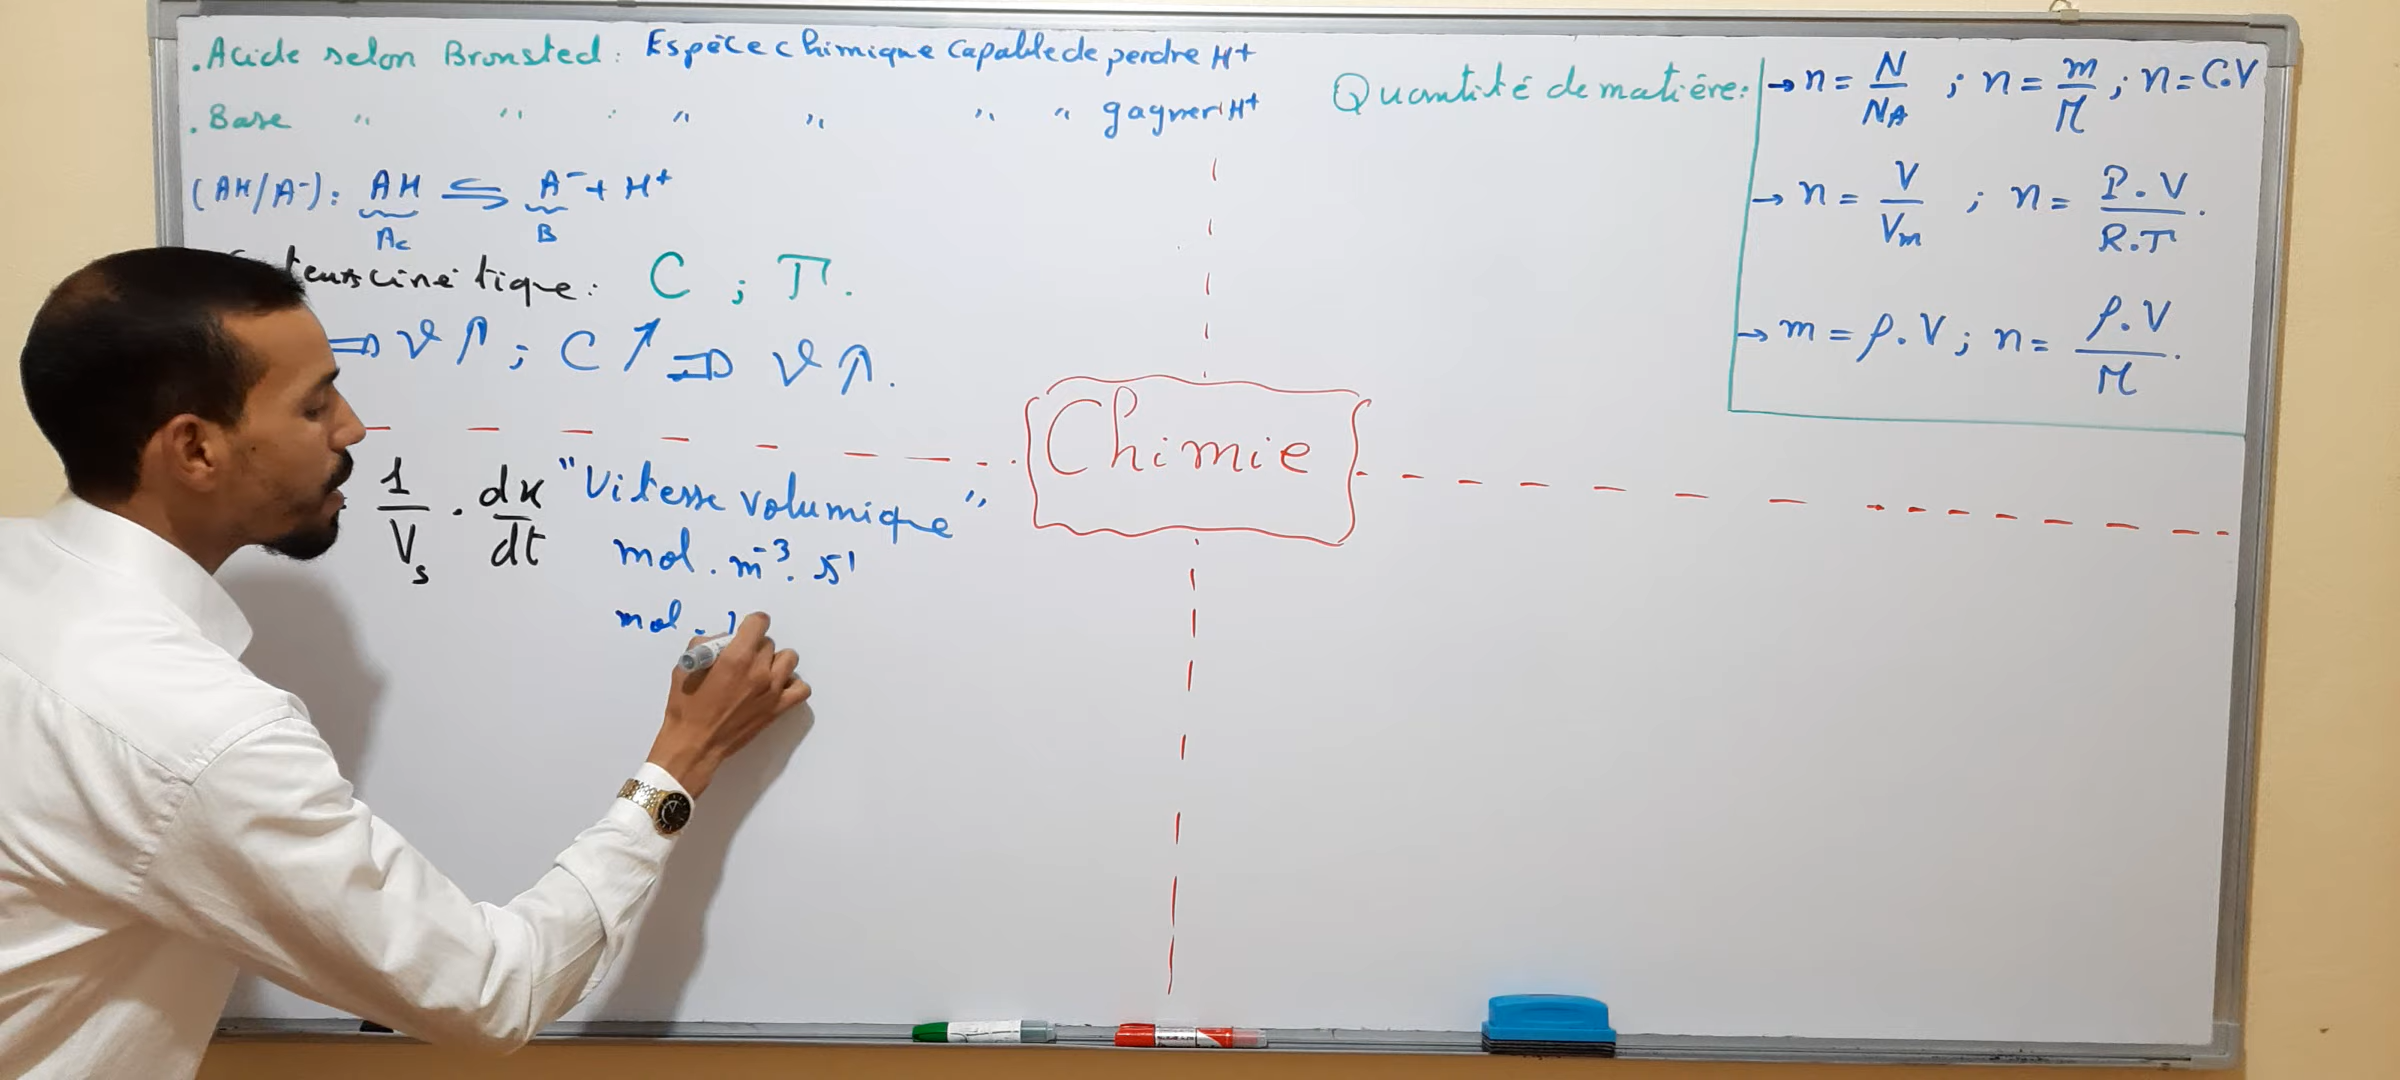 . Acide selon Bronsted : Espèce chimique capable de perdre H+
. Base " " : " " " " gagner H+
(AH/A-) : AH ⇋ A- + H+
Ac B
cinétique : C ; T.
⇒ v ↑ ; C ↑ ⇒ v ↑.
1/Vs . dx/dt "Vitesse volumique"
mol . m-3 . s-1
mol .
Chimie
Quantité de matière : → n = N/NA ; n = m/M ; n = C.V
→ n = V/Vm ; n = P.V/R.T .
→ m = ρ.V ; n = ρ.V/M .